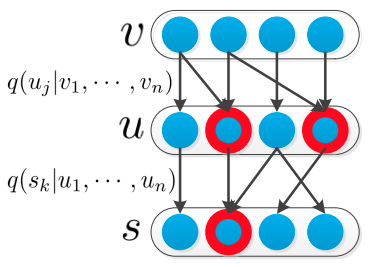 v
q(u_j|v_1, ⋯ , v_n)
u
q(s_k|u_1, ⋯ , u_n)
s